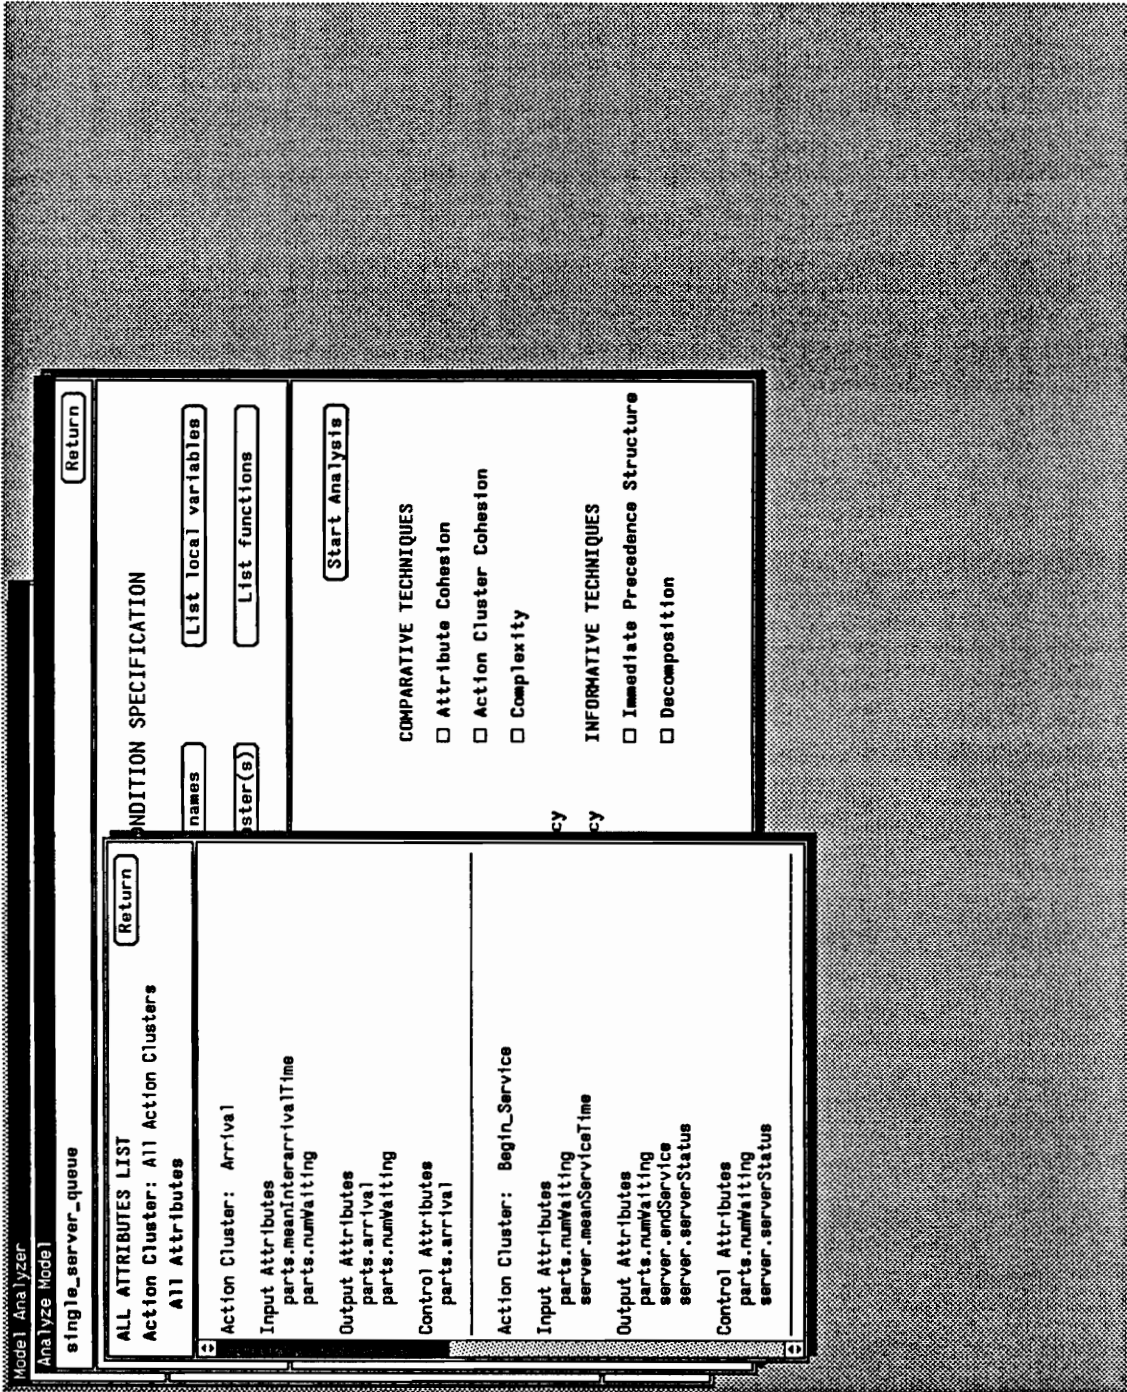 Model Analyzer
Analyze Model
single_server_queue
Return
NDITION SPECIFICATION
names
List local variables
ster(s)
List functions
Start Analysis
COMPARATIVE TECHNIQUES
Attribute Cohesion
Action Cluster Cohesion
Complexity
cy
INFORMATIVE TECHNIQUES
cy
Immediate Precedence Structure
Decomposition
ALL ATTRIBUTES LIST
Return
Action Cluster: All Action Clusters
All Attributes
Action Cluster: Arrival
Input Attributes
parts.meanInterarrivalTime
parts.numWaiting
Output Attributes
parts.arrival
parts.numWaiting
Control Attributes
parts.arrival
Action Cluster: Begin_Service
Input Attributes
parts.numWaiting
server.meanServiceTime
Output Attributes
parts.numWaiting
server.endService
server.serverStatus
Control Attributes
parts.numWaiting
server.serverStatus